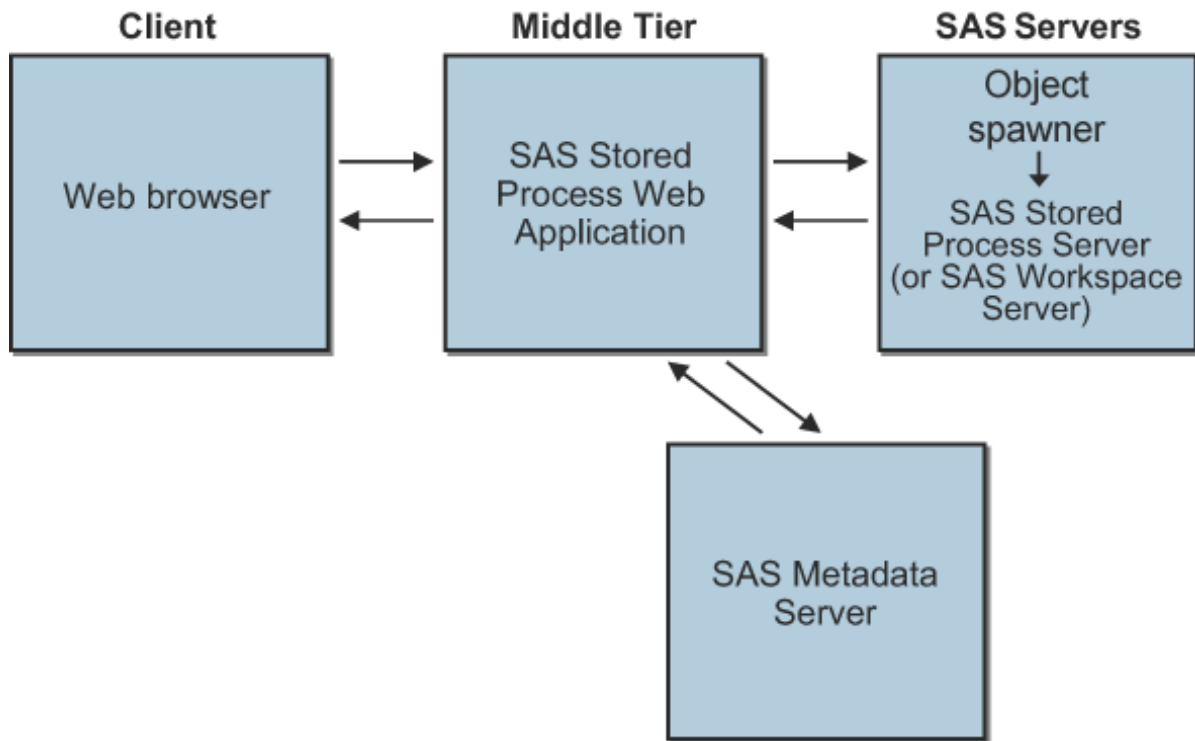 Client
Middle Tier
SAS Servers
Web browser
SAS Stored
Process Web
Application
Object
spawner
SAS Stored
Process Server
(or SAS Workspace
Server)
SAS Metadata
Server